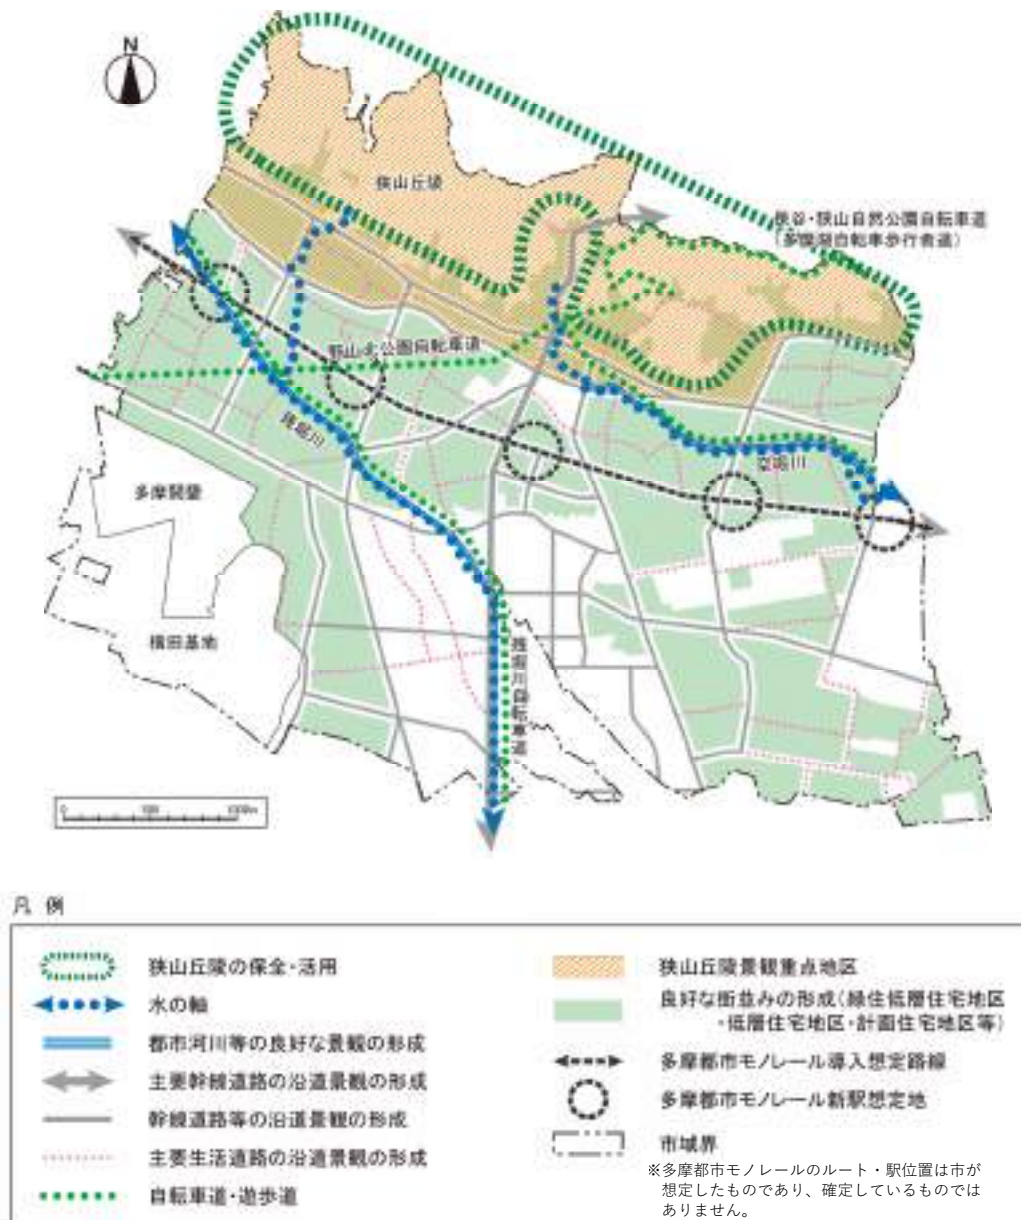 N
狭山丘陵
狭谷・狭山自然公園自転車道
(多摩湖自転車歩行者道)
野山北公園自転車道
残堀川
空堀川
多摩開墾
横田基地
残堀川自転車道
0 500 1000m
凡 例
狭山丘陵の保全・活用
水の軸
都市河川等の良好な景観の形成
主要幹線道路の沿道景観の形成
幹線道路等の沿道景観の形成
主要生活道路の沿道景観の形成
自転車道・遊歩道
狭山丘陵景観重点地区
良好な街並みの形成(緑住低層住宅地区
・低層住宅地区・計画住宅地区等)
多摩都市モノレール導入想定路線
多摩都市モノレール新駅想定地
市域界
※多摩都市モノレールのルート・駅位置は市が
想定したものであり、確定しているものでは
ありません。